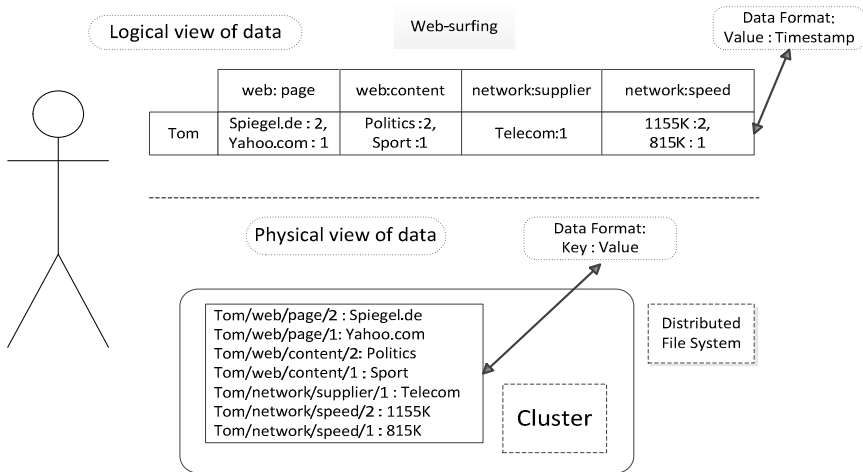 Logical view of data
Web-surfing
Data Format:
Value : Timestamp
web: page
web:content
network:supplier
network:speed
Tom
Spiegel.de : 2,
Yahoo.com : 1
Politics :2,
Sport :1
Telecom:1
1155K :2,
815K : 1
Physical view of data
Data Format:
Key : Value
Tom/web/page/2 : Spiegel.de
Tom/web/page/1: Yahoo.com
Tom/web/content/2: Politics
Tom/web/content/1 : Sport
Tom/network/supplier/1 : Telecom
Tom/network/speed/2 : 1155K
Tom/network/speed/1 : 815K
Cluster
Distributed
File System